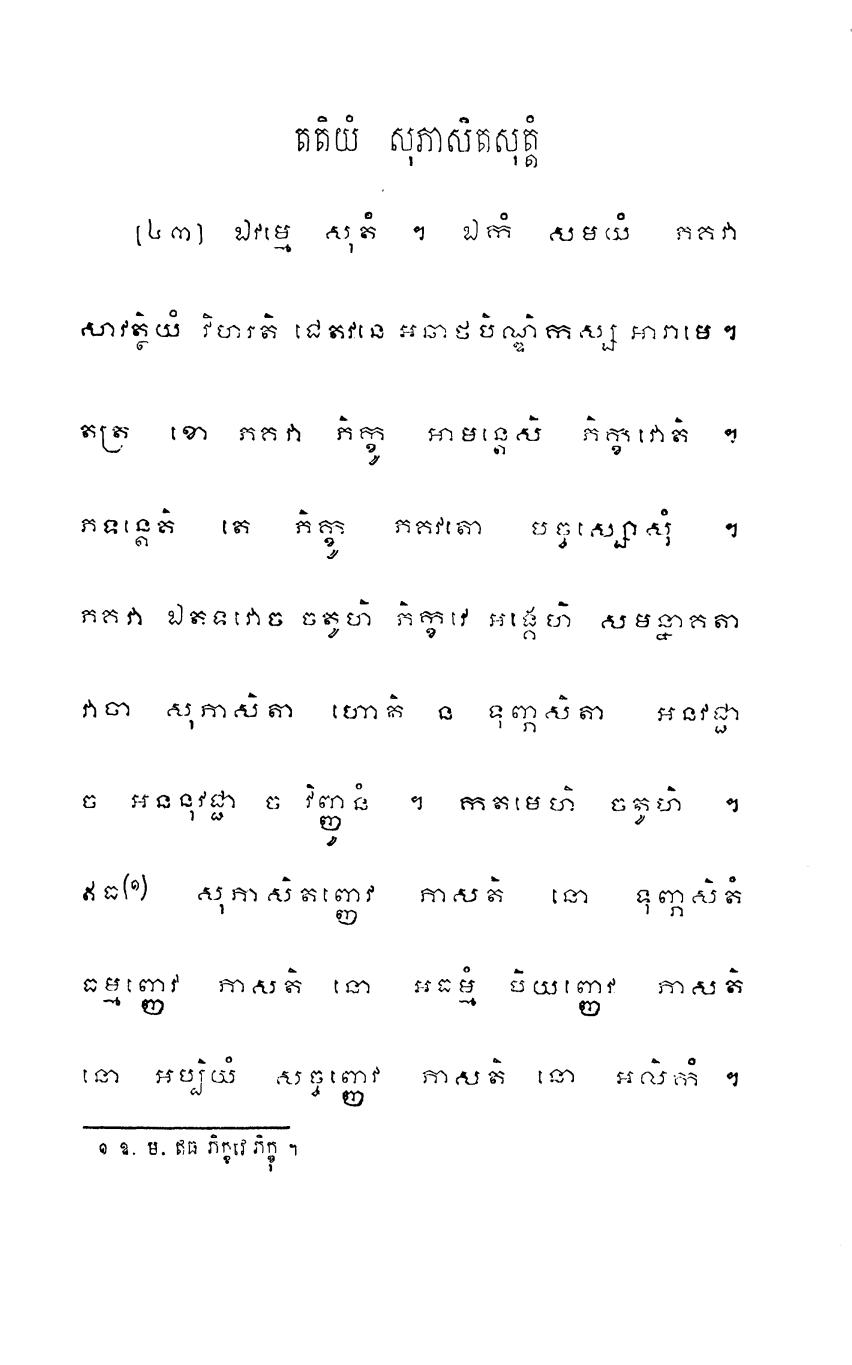 តតិយំ សុភាសិតសុត្តំ
[៤៣] ឯវម្មេ សុតំ ។ ឯកំ សមយំ ភគវា
សាវត្ថិយំ វិហរតិ ជេតវនេ អនាថបិណ្ឌិកស្ស អារាមេ ។
តត្រ ខោ ភគវា ភិក្ខូ អាមន្តេសិ ភិក្ខវោតិ ។
ភទន្តេតិ តេ ភិក្ខូ ភគវតោ បច្ចស្សោសុំ ។
ភគវា ឯតទវោច ចតូហិ ភិក្ខវេ អង្គេហិ សមន្នាគតា
វាចា សុភាសិតា ហោតិ ន ទុព្ភាសិតា អនវជ្ជា
ច អននុវជ្ជា ច វិញ្ញូនំ ។ កតមេហិ ចតូហិ ។
ឥធ(១) សុភាសិតញ្ញេវ ភាសតិ នោ ទុព្ភាសិតំ
ធម្មញ្ញេវ ភាសតិ នោ អធម្មំ បិយញ្ញេវ ភាសតិ
នោ អប្បិយំ សច្ចញ្ញេវ ភាសតិ នោ អលិកំ ។
១ ឧ. ម. ឥធ ភិក្ខវេ ភិក្ខុ ។